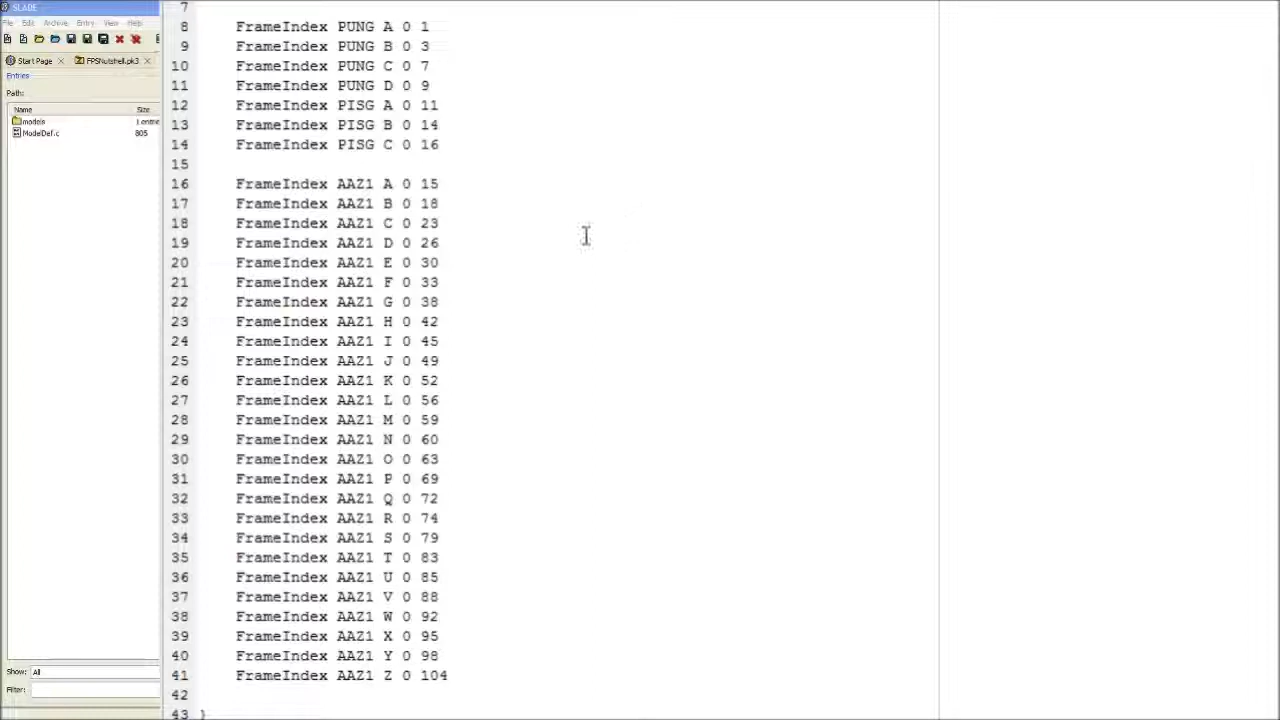 SLADE
File Edit Archive Entry View Help
Start Page FPSNutshell.pk3
Entries
Path:
Name Size
models 1 entrie
ModelDef.c 805
All
7
8 FrameIndex PUNG A 0 1
9 FrameIndex PUNG B 0 3
10 FrameIndex PUNG C 0 7
11 FrameIndex PUNG D 0 9
12 FrameIndex PISG A 0 11
13 FrameIndex PISG B 0 14
14 FrameIndex PISG C 0 16
15
16 FrameIndex AAZ1 A 0 15
17 FrameIndex AAZ1 B 0 18
18 FrameIndex AAZ1 C 0 23
19 FrameIndex AAZ1 D 0 26
20 FrameIndex AAZ1 E 0 30
21 FrameIndex AAZ1 F 0 33
22 FrameIndex AAZ1 G 0 38
23 FrameIndex AAZ1 H 0 42
24 FrameIndex AAZ1 I 0 45
25 FrameIndex AAZ1 J 0 49
26 FrameIndex AAZ1 K 0 52
27 FrameIndex AAZ1 L 0 56
28 FrameIndex AAZ1 M 0 59
29 FrameIndex AAZ1 N 0 60
30 FrameIndex AAZ1 O 0 63
31 FrameIndex AAZ1 P 0 69
32 FrameIndex AAZ1 Q 0 72
33 FrameIndex AAZ1 R 0 74
34 FrameIndex AAZ1 S 0 79
35 FrameIndex AAZ1 T 0 83
36 FrameIndex AAZ1 U 0 85
37 FrameIndex AAZ1 V 0 88
38 FrameIndex AAZ1 W 0 92
39 FrameIndex AAZ1 X 0 95
40 FrameIndex AAZ1 Y 0 98
41 FrameIndex AAZ1 Z 0 104
42
43 }